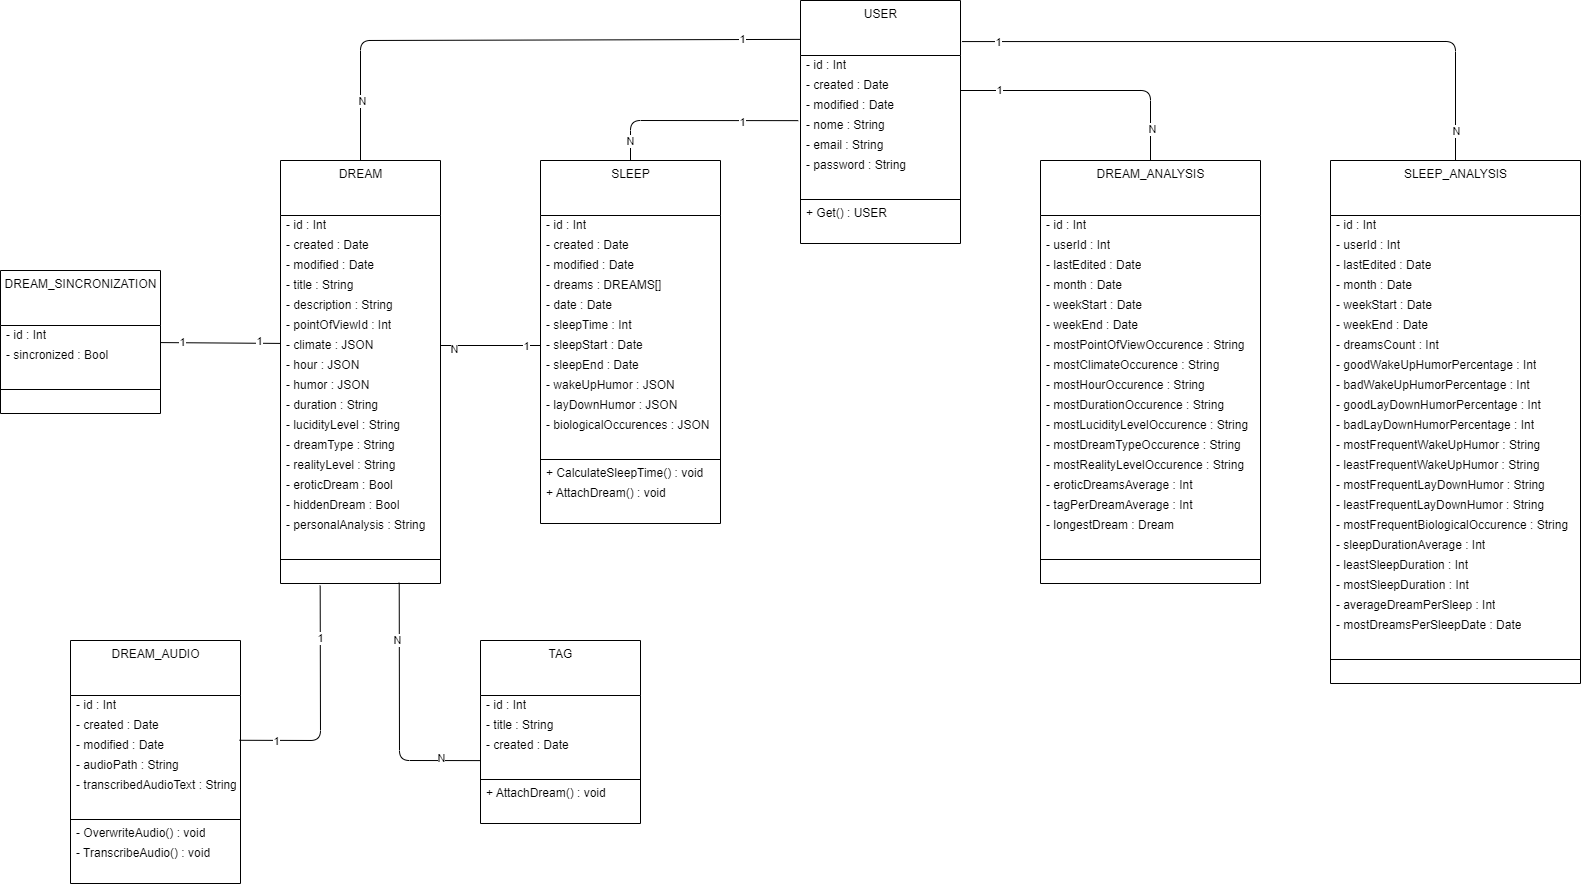 USER
- id : Int
- created : Date
- modified : Date
- nome : String
- email : String
- password : String
+ Get() : USER
1
N
1
N
1
N
1
N
DREAM
- id : Int
- created : Date
- modified : Date
- title : String
- description : String
- pointOfViewId : Int
- climate : JSON
- hour : JSON
- humor : JSON
- duration : String
- lucidityLevel : String
- dreamType : String
- realityLevel : String
- eroticDream : Bool
- hiddenDream : Bool
- personalAnalysis : String
SLEEP
- id : Int
- created : Date
- modified : Date
- dreams : DREAMS[]
- date : Date
- sleepTime : Int
- sleepStart : Date
- sleepEnd : Date
- wakeUpHumor : JSON
- layDownHumor : JSON
- biologicalOccurences : JSON
+ CalculateSleepTime() : void
+ AttachDream() : void
DREAM_ANALYSIS
- id : Int
- userId : Int
- lastEdited : Date
- month : Date
- weekStart : Date
- weekEnd : Date
- mostPointOfViewOccurence : String
- mostClimateOccurence : String
- mostHourOccurence : String
- mostDurationOccurence : String
- mostLucidityLevelOccurence : String
- mostDreamTypeOccurence : String
- mostRealityLevelOccurence : String
- eroticDreamsAverage : Int
- tagPerDreamAverage : Int
- longestDream : Dream
SLEEP_ANALYSIS
- id : Int
- userId : Int
- lastEdited : Date
- month : Date
- weekStart : Date
- weekEnd : Date
- dreamsCount : Int
- goodWakeUpHumorPercentage : Int
- badWakeUpHumorPercentage : Int
- goodLayDownHumorPercentage : Int
- badLayDownHumorPercentage : Int
- mostFrequentWakeUpHumor : String
- leastFrequentWakeUpHumor : String
- mostFrequentLayDownHumor : String
- leastFrequentLayDownHumor : String
- mostFrequentBiologicalOccurence : String
- sleepDurationAverage : Int
- leastSleepDuration : Int
- mostSleepDuration : Int
- averageDreamPerSleep : Int
- mostDreamsPerSleepDate : Date
DREAM_SINCRONIZATION
- id : Int
- sincronized : Bool
1
1
N
1
1
1
N
N
DREAM_AUDIO
- id : Int
- created : Date
- modified : Date
- audioPath : String
- transcribedAudioText : String
- OverwriteAudio() : void
- TranscribeAudio() : void
TAG
- id : Int
- title : String
- created : Date
+ AttachDream() : void